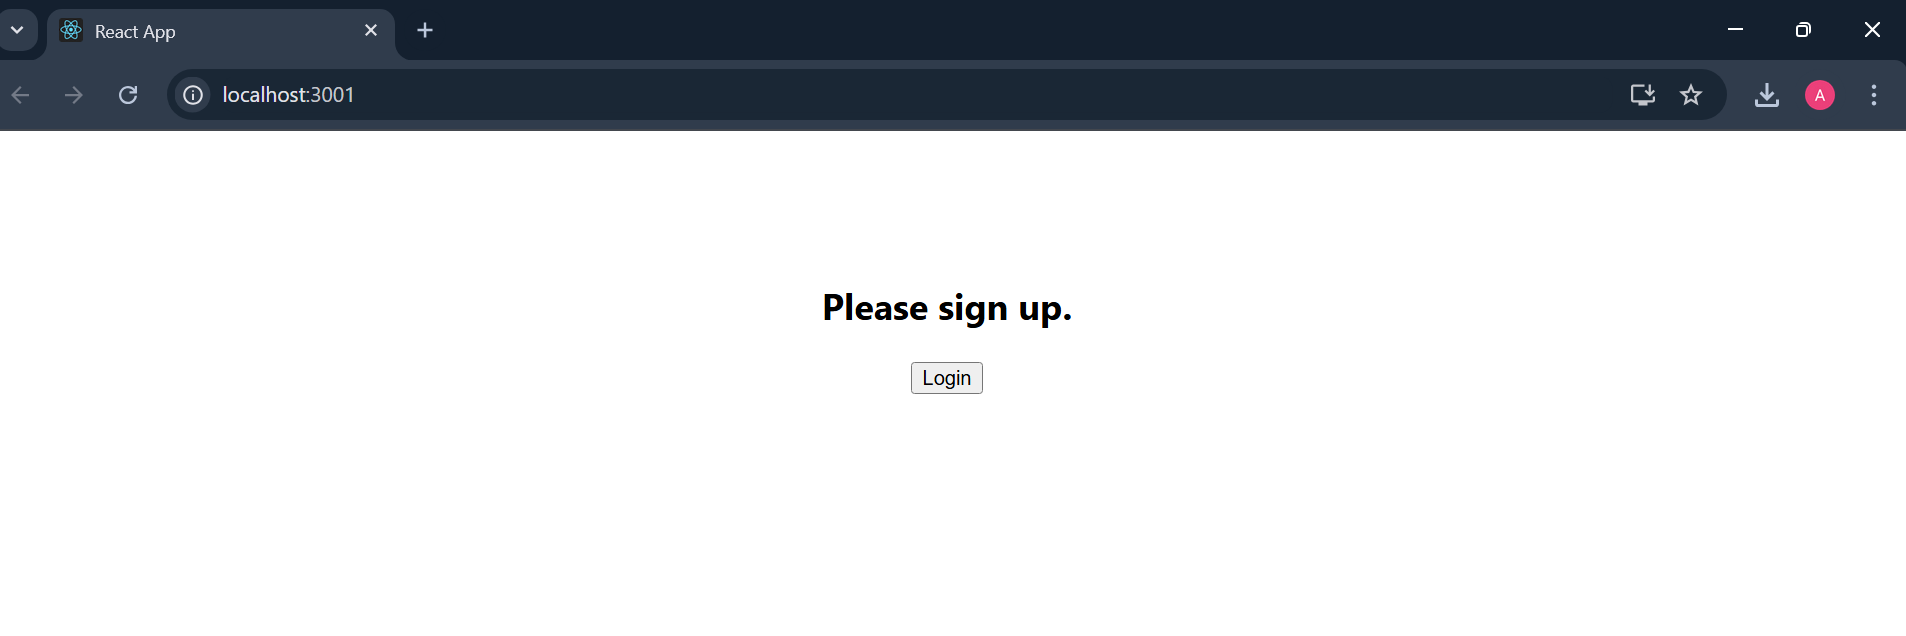 React App
localhost:3001
A
Please sign up.
Login